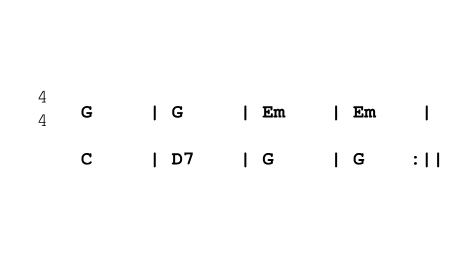 4
4
G | G | Em | Em |
C | D7 | G | G :||